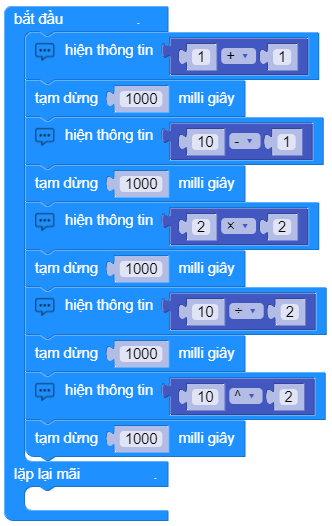 bắt đầu .
hiện thông tin 1 + 1
tạm dừng 1000 milli giây
hiện thông tin 10 - 1
tạm dừng 1000 milli giây
hiện thông tin 2 × 2
tạm dừng 1000 milli giây
hiện thông tin 10 ÷ 2
tạm dừng 1000 milli giây
hiện thông tin 10 ^ 2
tạm dừng 1000 milli giây
lặp lại mãi .